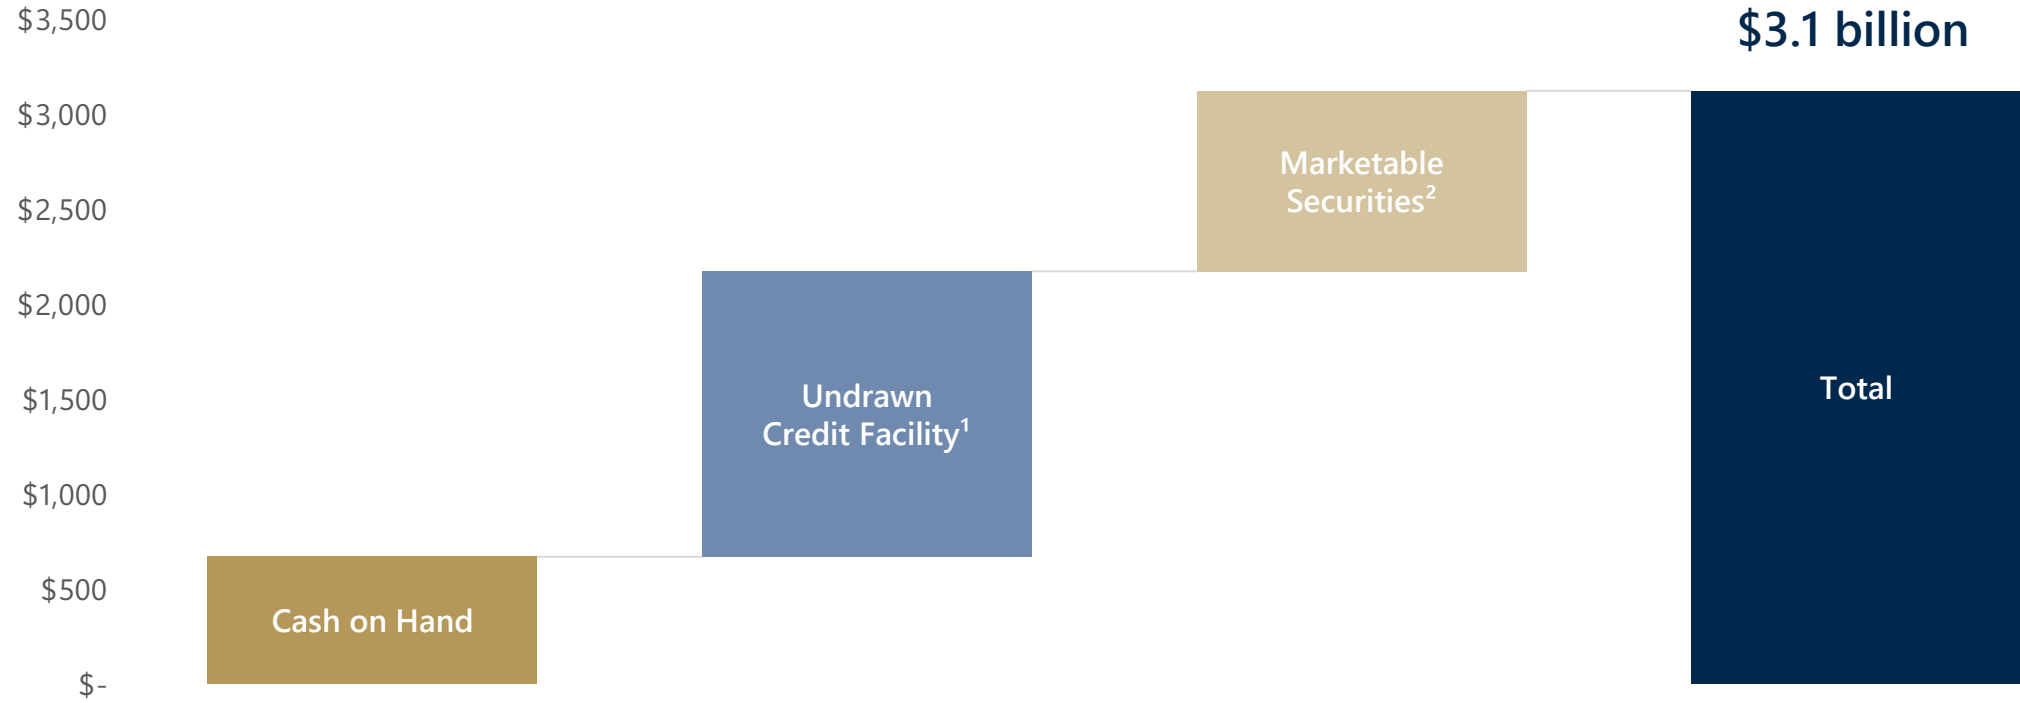 $3,500
$3.1 billion
$3,000
Marketable
Securities²
$2,500
$2,000
Undrawn
Credit Facility¹
Total
$1,500
$1,000
$500
Cash on Hand
$-